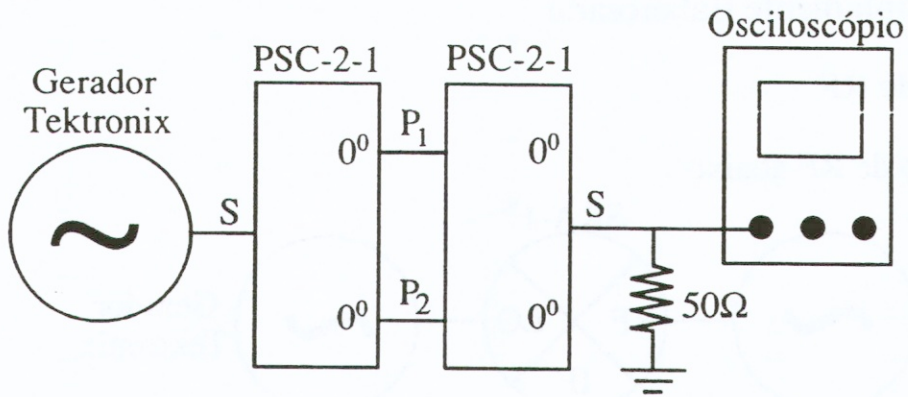 Osciloscópio
PSC-2-1 PSC-2-1
Gerador
Tektronix
0⁰ P₁ 0⁰
S S
0⁰ P₂ 0⁰
50Ω